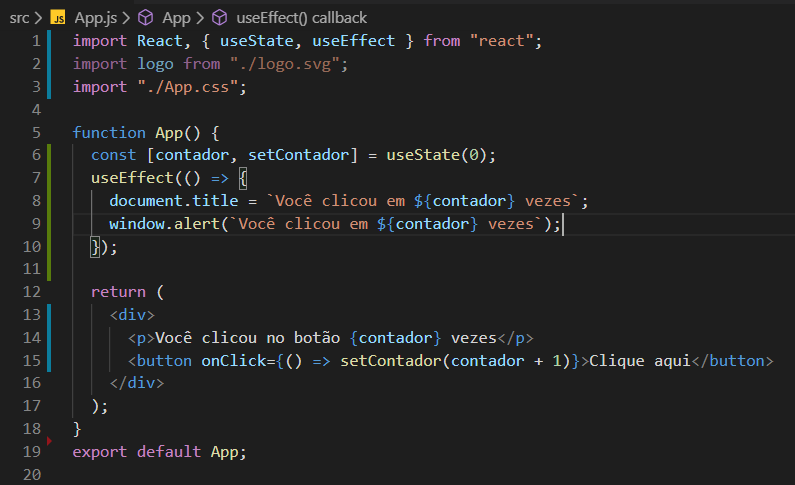 src > JS App.js > App > useEffect() callback
1 import React, { useState, useEffect } from "react";
2 import logo from "./logo.svg";
3 import "./App.css";
4
5 function App() {
6   const [contador, setContador] = useState(0);
7   useEffect(() => {
8     document.title = `Você clicou em ${contador} vezes`;
9     window.alert(`Você clicou em ${contador} vezes`);
10   });
11
12   return (
13     <div>
14       <p>Você clicou no botão {contador} vezes</p>
15       <button onClick={() => setContador(contador + 1)}>Clique aqui</button>
16     </div>
17   );
18 }
19 export default App;
20